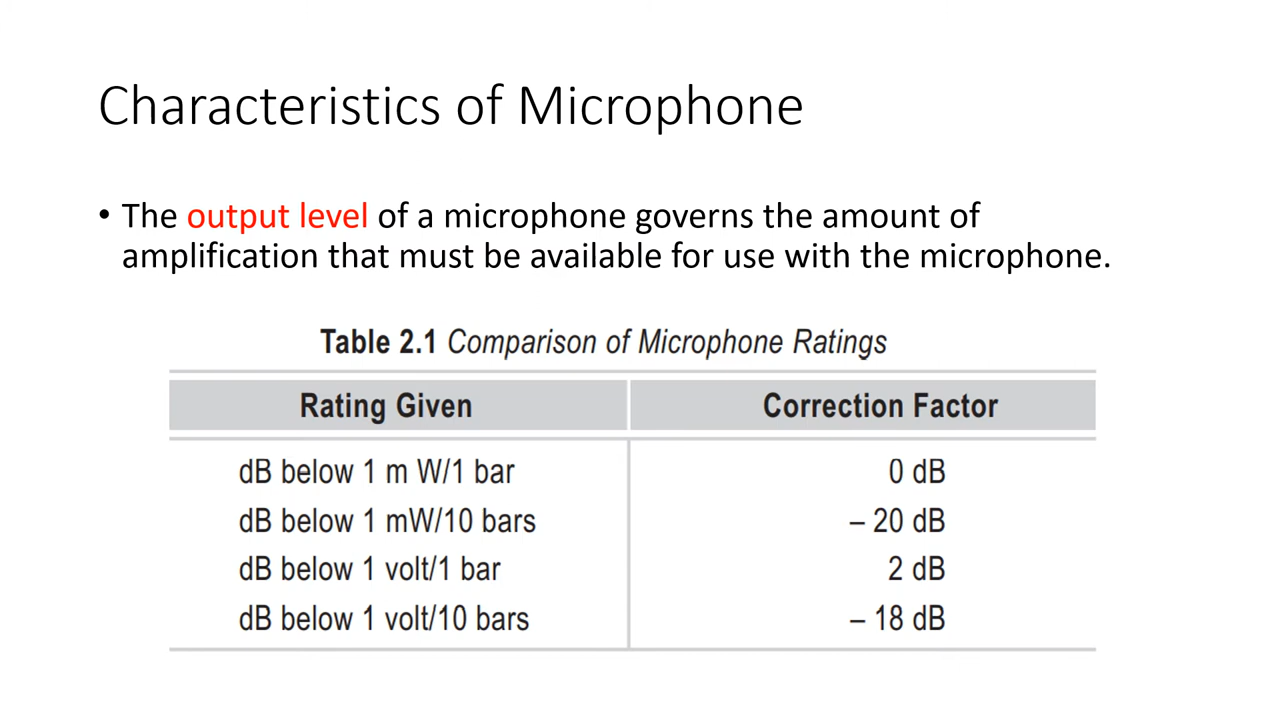 Characteristics of Microphone
• The output level of a microphone governs the amount of
amplification that must be available for use with the microphone.
Table 2.1 Comparison of Microphone Ratings
Rating Given Correction Factor
dB below 1 m W/1 bar 0 dB
dB below 1 mW/10 bars – 20 dB
dB below 1 volt/1 bar 2 dB
dB below 1 volt/10 bars – 18 dB